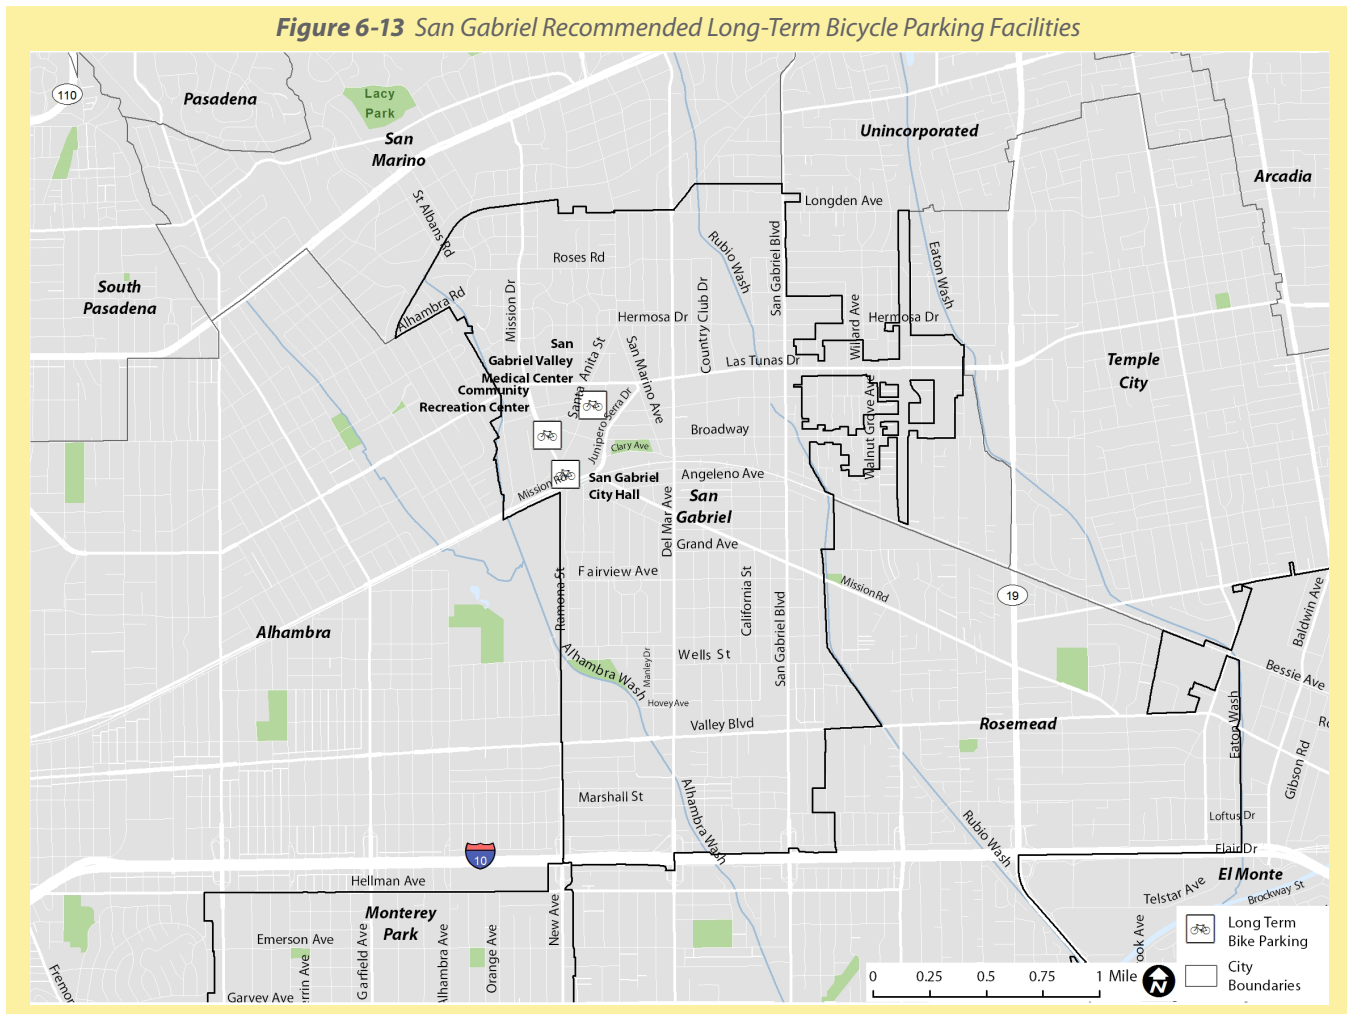 Figure 6-13 San Gabriel Recommended Long-Term Bicycle Parking Facilities
110
Pasadena
Lacy
Park
San
Marino
Unincorporated
Arcadia
St Albans Rd
Longden Ave
Roses Rd
Rubio Wash
San Gabriel Blvd
Eaton Wash
South
Pasadena
Alhambra Rd
Mission Dr
Hermosa Dr
Country Club Dr
Willard Ave
Hermosa Dr
San
Gabriel Valley
Medical Center
Santa Anita St
San Marino Ave
Las Tunas Dr
Temple
City
Community
Recreation Center
Junipero Serra Dr
Walnut Grove Ave
Broadway
Clary Ave
Mission Rd
San Gabriel
City Hall
Angeleno Ave
San
Gabriel
Del Mar Ave
Grand Ave
Fairview Ave
Ramona St
California St
San Gabriel Blvd
Mission Rd
19
Baldwin Ave
Alhambra
Alhambra Wash
Manley Dr
Wells St
Bessie Ave
Hovey Ave
Valley Blvd
Rosemead
Eaton Wash
Ro
Gibson Rd
Marshall St
Alhambra Wash
Rubio Wash
Loftus Dr
Flair Dr
10
Hellman Ave
El Monte
Telstar Ave
Brockway St
Monterey
Park
New Ave
Emerson Ave
Garfield Ave
Alhambra Ave
Orange Ave
rrin Ave
Fremon
Garvey Ave
ook Ave
0 0.25 0.5 0.75 1 Mile
N
Long Term
Bike Parking
City
Boundaries